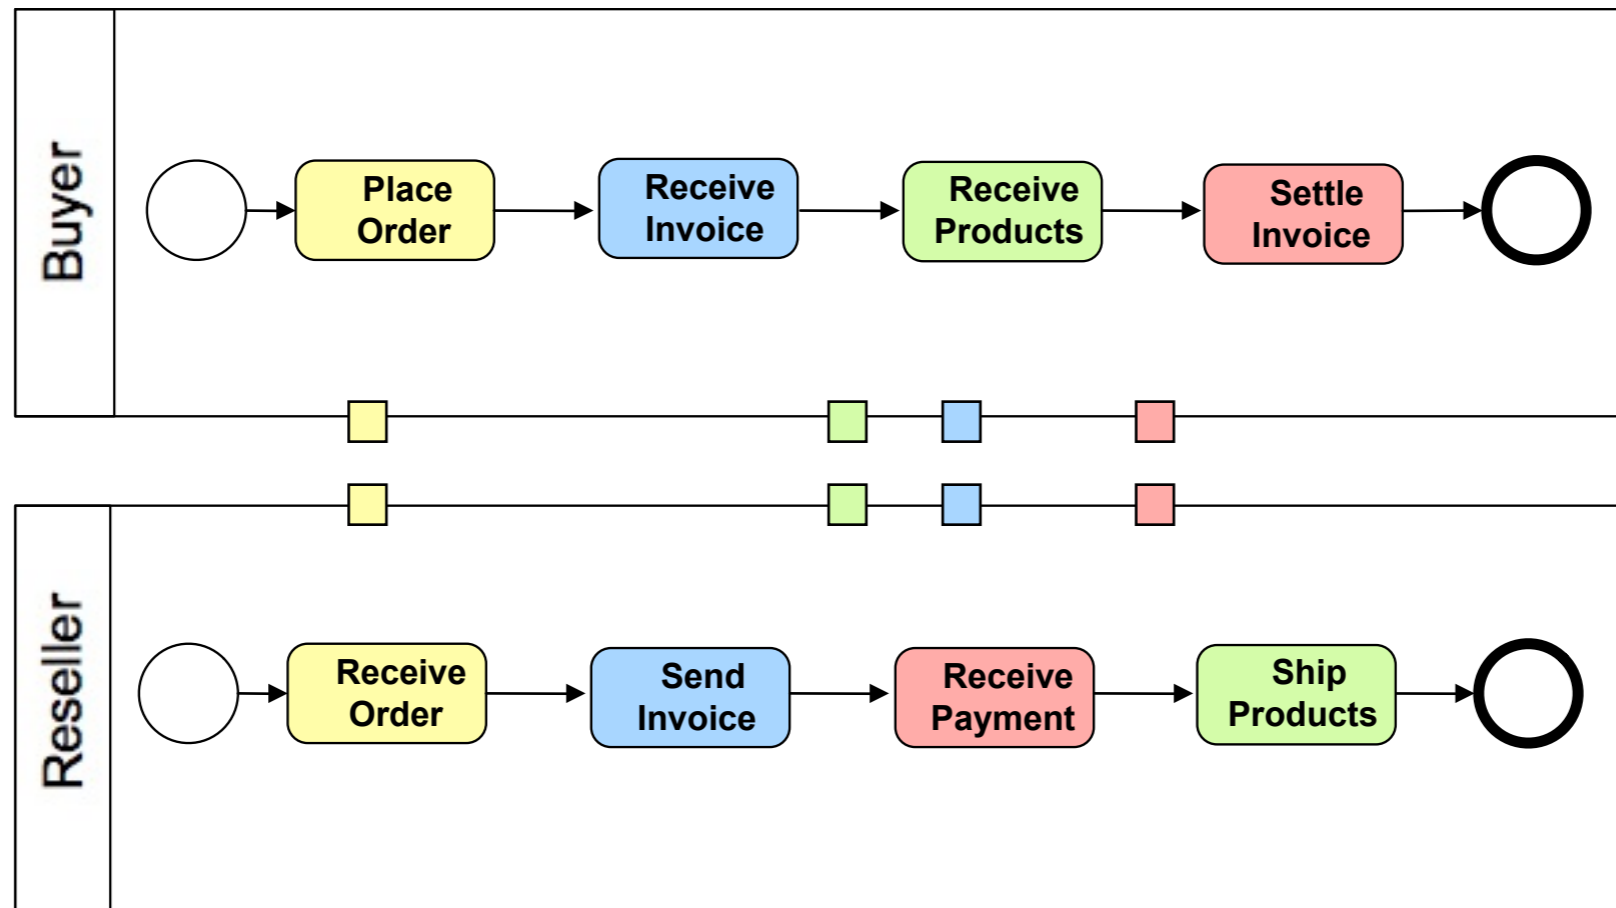 Buyer
Place
Order
Receive
Invoice
Receive
Products
Settle
Invoice
Reseller
Receive
Order
Send
Invoice
Receive
Payment
Ship
Products